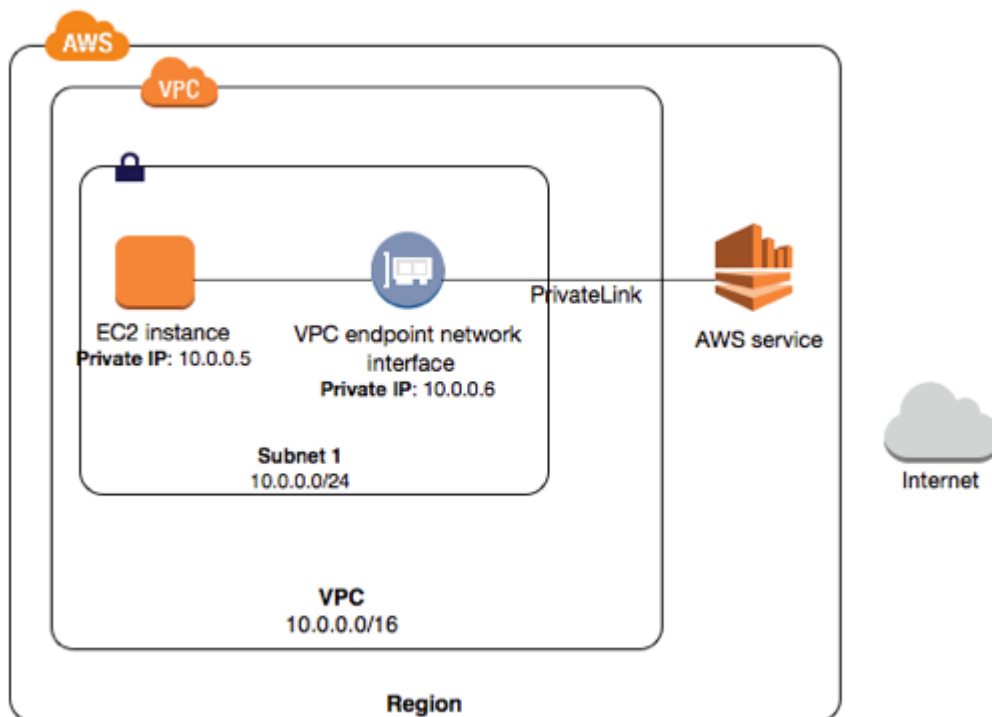 AWS
VPC
EC2 instance
Private IP: 10.0.0.5
VPC endpoint network
interface
Private IP: 10.0.0.6
PrivateLink
AWS service
Subnet 1
10.0.0.0/24
Internet
VPC
10.0.0.0/16
Region